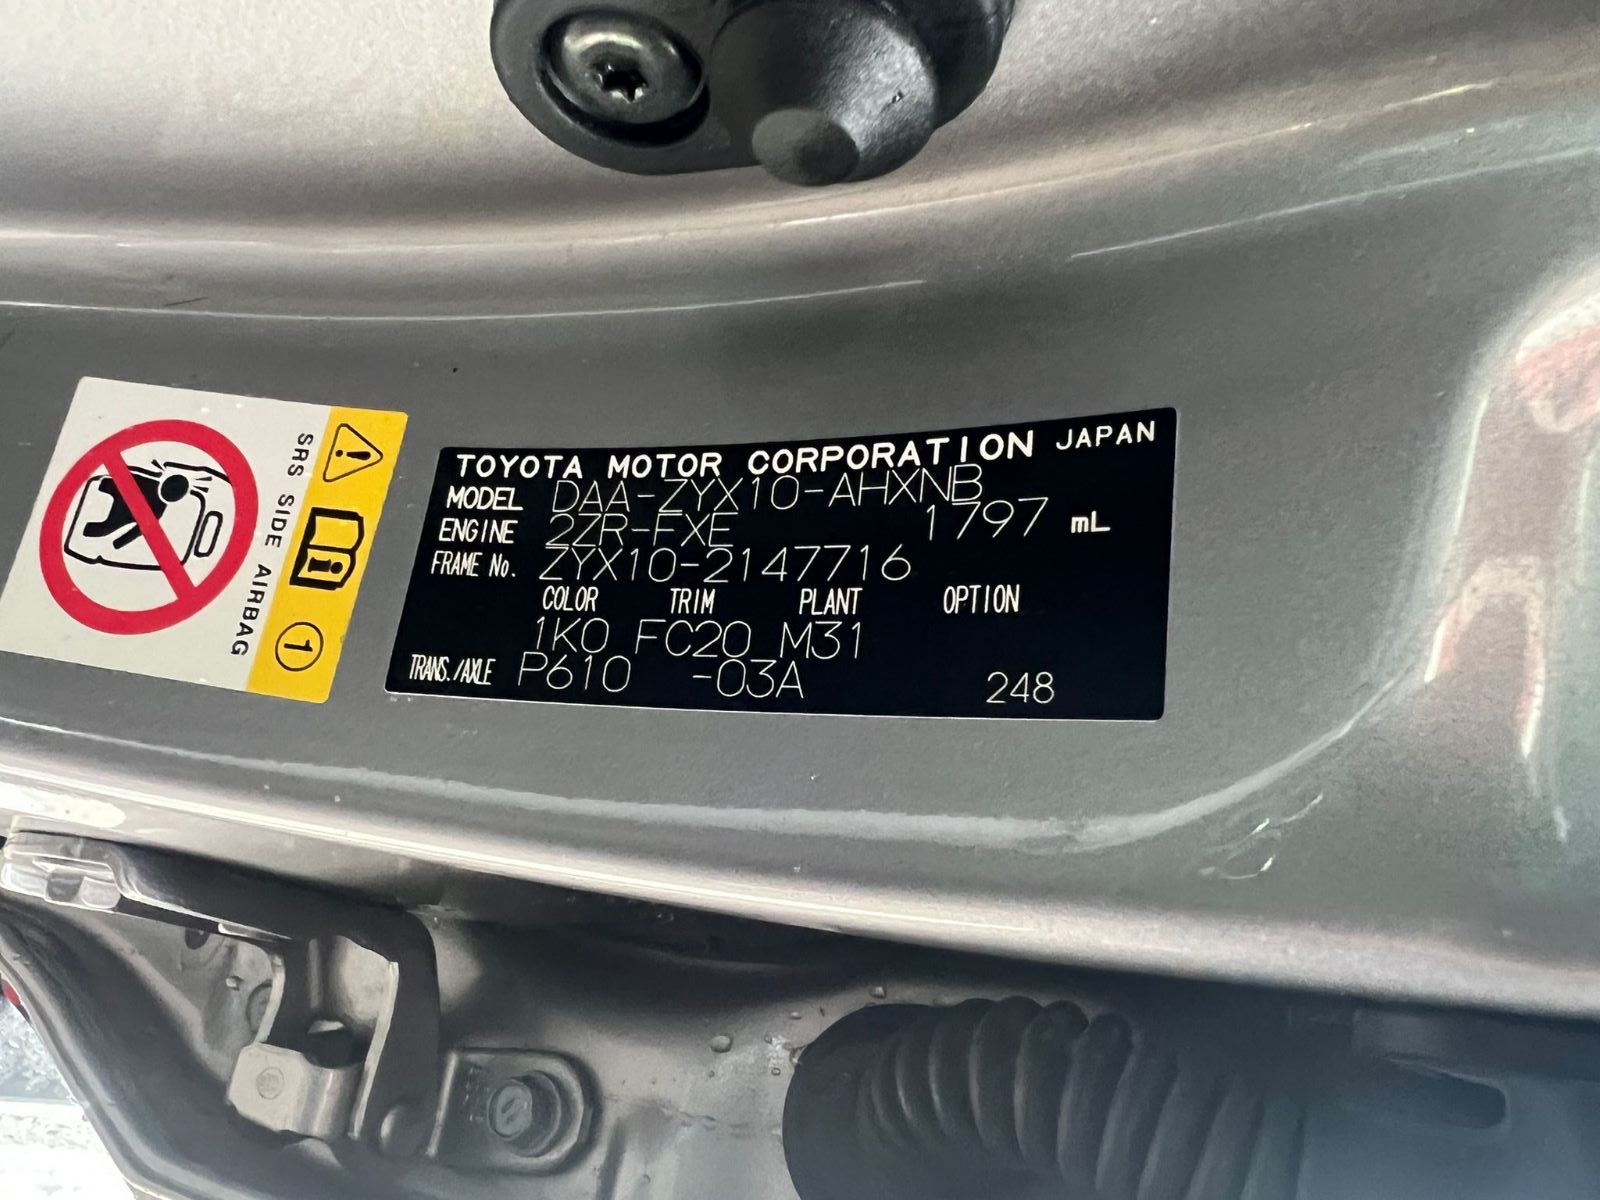 SRS SIDE AIRBAG
1
TOYOTA MOTOR CORPORATION JAPAN
MODEL DAA-ZYX10-AHXNB
ENGINE 2ZR-FXE 1797 mL
FRAME No. ZYX10-2147716
COLOR TRIM PLANT OPTION
1K0 FC20 M31
TRANS./AXLE P610 -03A 248